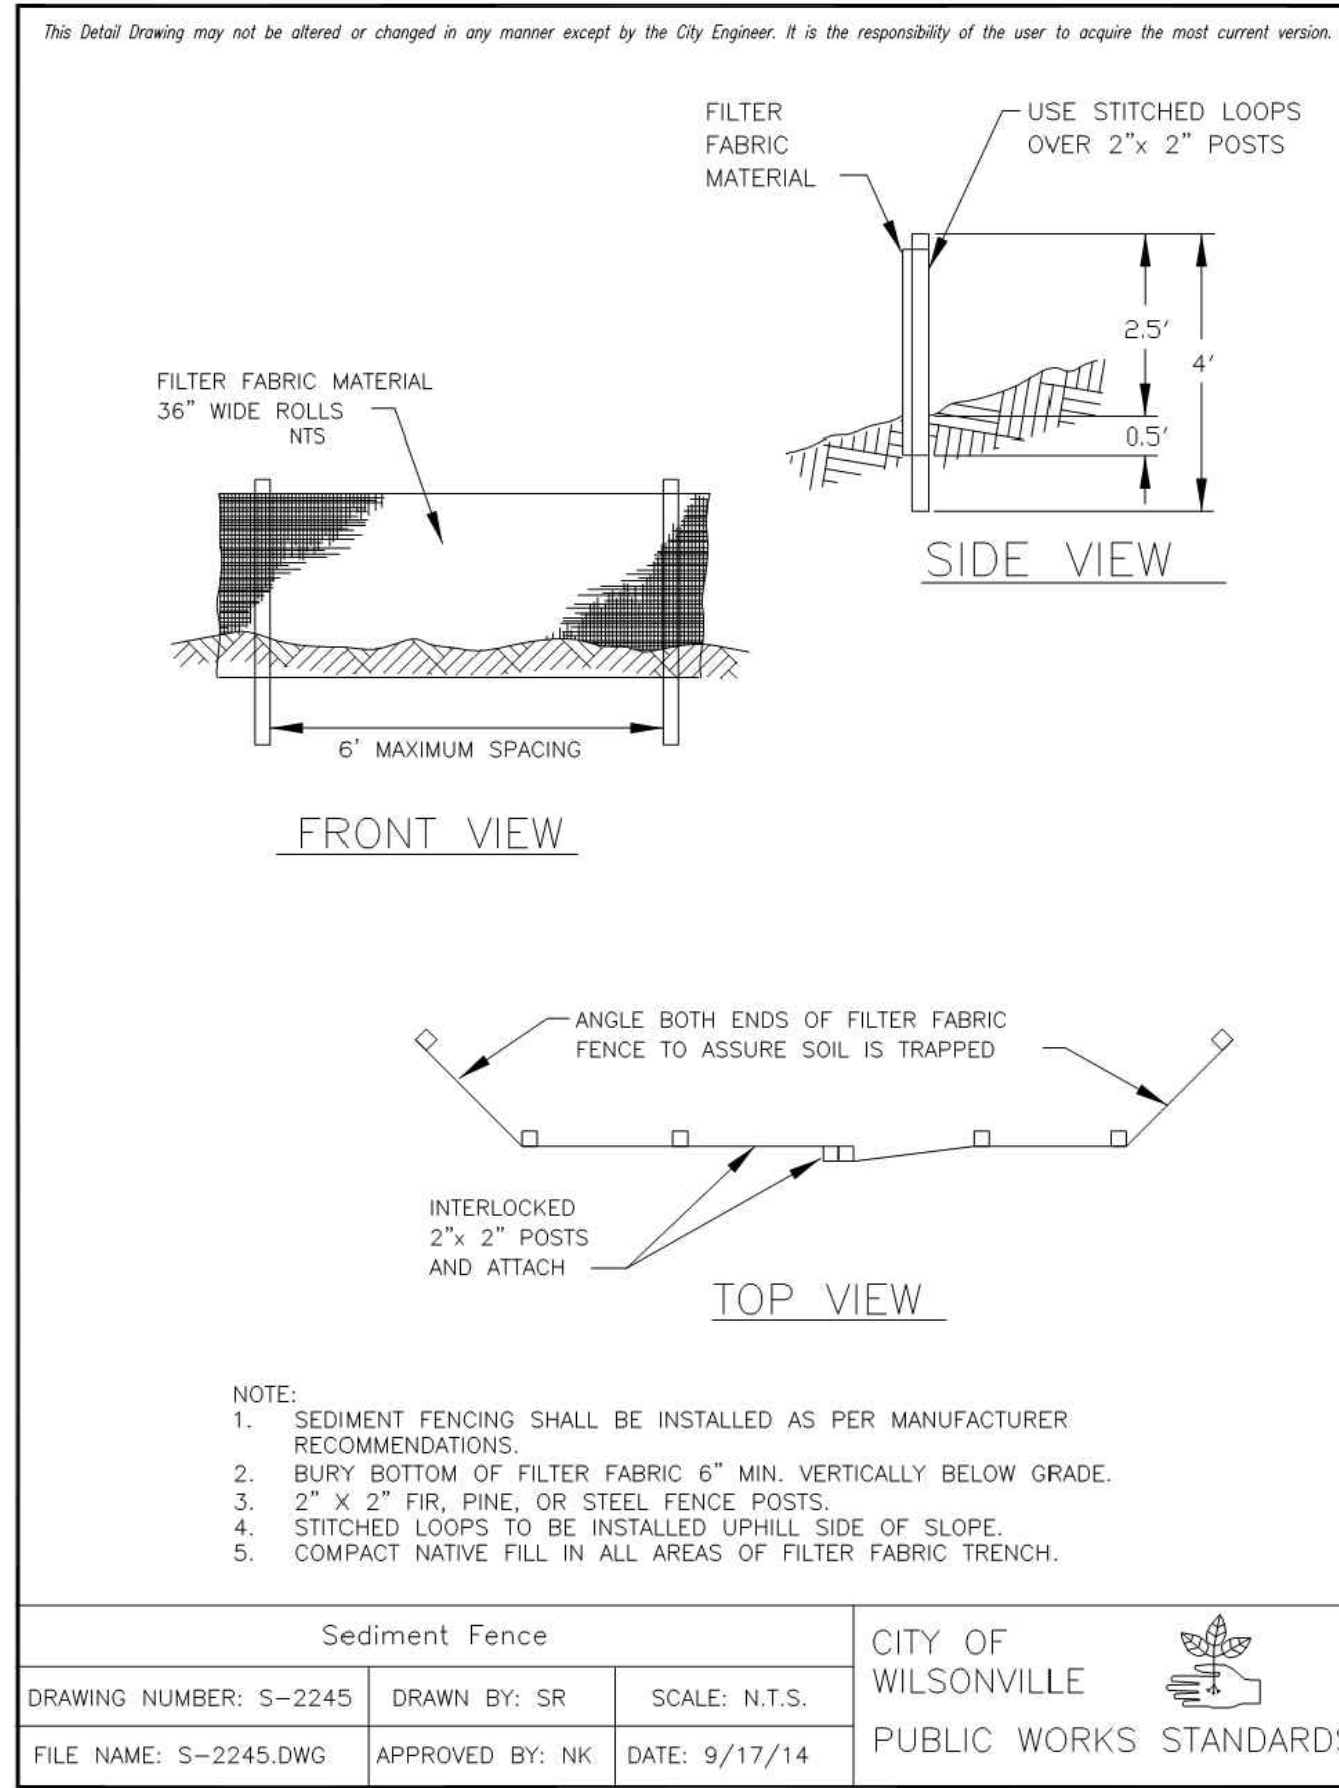 This Detail Drawing may not be altered or changed in any manner except by the City Engineer. It is the responsibility of the user to acquire the most current version.
FILTER
FABRIC
MATERIAL
USE STITCHED LOOPS
OVER 2"x 2" POSTS
2.5'
4'
0.5'
SIDE VIEW
FILTER FABRIC MATERIAL
36" WIDE ROLLS
NTS
6' MAXIMUM SPACING
FRONT VIEW
ANGLE BOTH ENDS OF FILTER FABRIC
FENCE TO ASSURE SOIL IS TRAPPED
INTERLOCKED
2"x 2" POSTS
AND ATTACH
TOP VIEW
NOTE:
1. SEDIMENT FENCING SHALL BE INSTALLED AS PER MANUFACTURER
RECOMMENDATIONS.
2. BURY BOTTOM OF FILTER FABRIC 6" MIN. VERTICALLY BELOW GRADE.
3. 2" X 2" FIR, PINE, OR STEEL FENCE POSTS.
4. STITCHED LOOPS TO BE INSTALLED UPHILL SIDE OF SLOPE.
5. COMPACT NATIVE FILL IN ALL AREAS OF FILTER FABRIC TRENCH.
Sediment Fence
DRAWING NUMBER: S-2245
DRAWN BY: SR
SCALE: N.T.S.
FILE NAME: S-2245.DWG
APPROVED BY: NK
DATE: 9/17/14
CITY OF
WILSONVILLE
PUBLIC WORKS STANDARDS